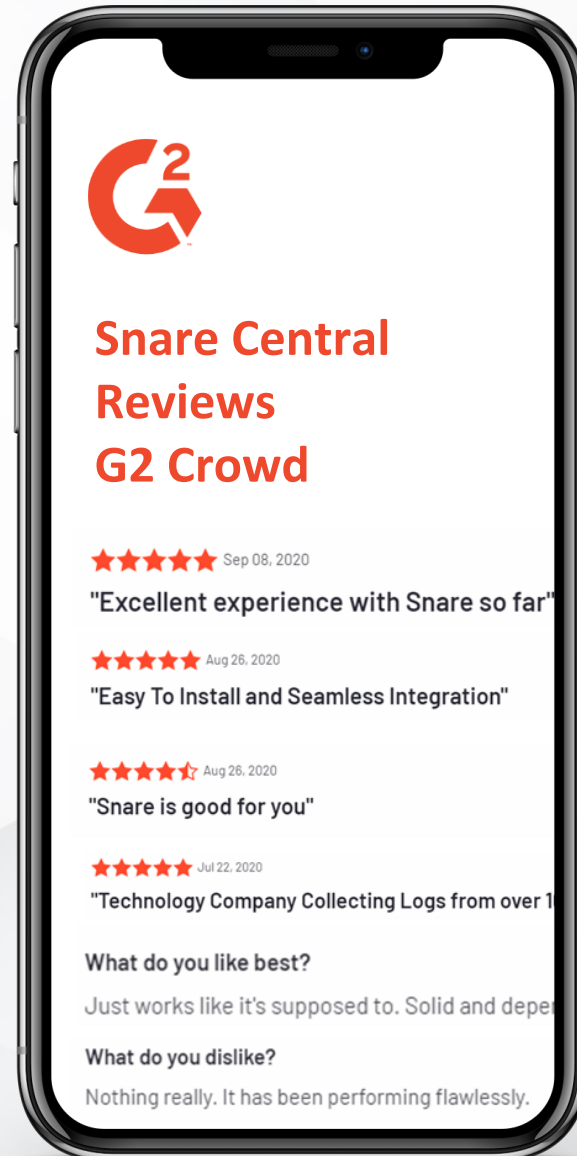 G2
Snare Central
Reviews
G2 Crowd
Sep 08, 2020
"Excellent experience with Snare so far"
Aug 26, 2020
"Easy To Install and Seamless Integration"
Aug 26, 2020
"Snare is good for you"
Jul 22, 2020
"Technology Company Collecting Logs from over
What do you like best?
Just works like it's supposed to. Solid and
What do you dislike?
Nothing really. It has been performing flawlessly.